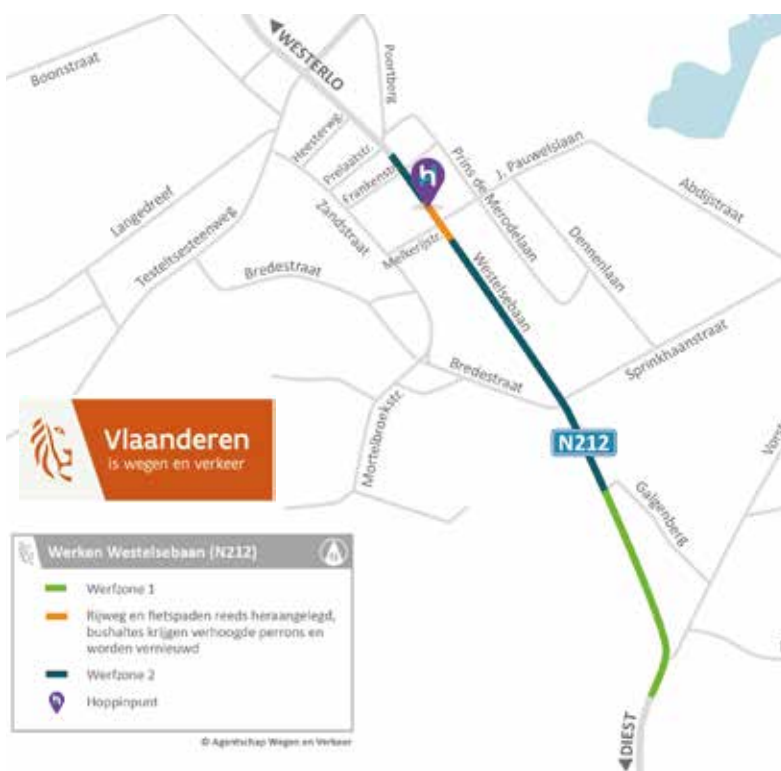 WESTERLO
Boonstraat
Poortberg
Heesterwg.
Prelaatstr.
Frankenstr.
h
Prins de Merodelaan
J. Pauwelslaan
Abdijstraat
Langedreef
Zandstraat
Melkerijstr.
Dennenlaan
Testeltsesteenweg
Bredestraat
Westelsebaan
Bredestraat
Sprinkhaanstraat
Mortelbroekstr.
N212
Vorst
Galgenberg
Vlaanderen
is wegen en verkeer
Werken Westelsebaan (N212)
Werfzone 1
Rijweg en fietspaden reeds heraangelegd,
bushaltes krijgen verhoogde perrons en
worden vernieuwd
Werfzone 2
h
Hoppinpunt
© Agentschap Wegen en Verkeer
DIEST